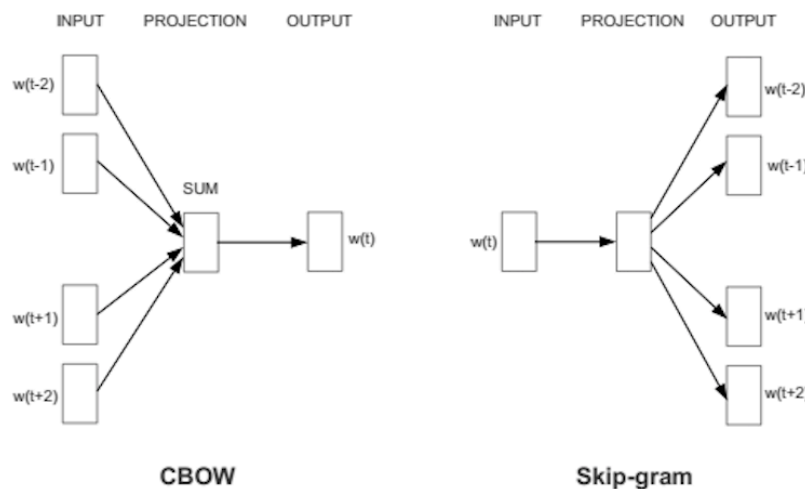 INPUT PROJECTION OUTPUT
w(t-2)
w(t-1)
SUM
w(t)
w(t+1)
w(t+2)
CBOW
INPUT PROJECTION OUTPUT
w(t-2)
w(t-1)
w(t)
w(t+1)
w(t+2)
Skip-gram